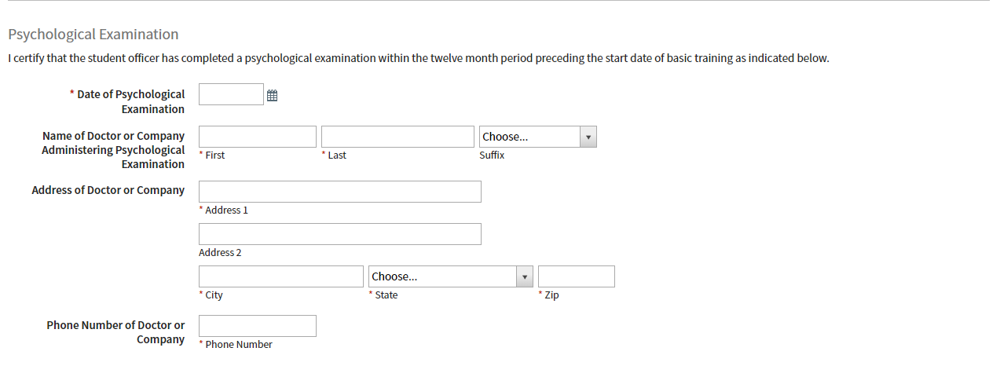 Psychological Examination
I certify that the student officer has completed a psychological examination within the twelve month period preceding the start date of basic training as indicated below.
* Date of Psychological
Examination
Name of Doctor or Company
Administering Psychological
Examination
Choose...
* First
* Last
Suffix
Address of Doctor or Company
* Address 1
Address 2
Choose...
* City
* State
* Zip
Phone Number of Doctor or
Company
* Phone Number